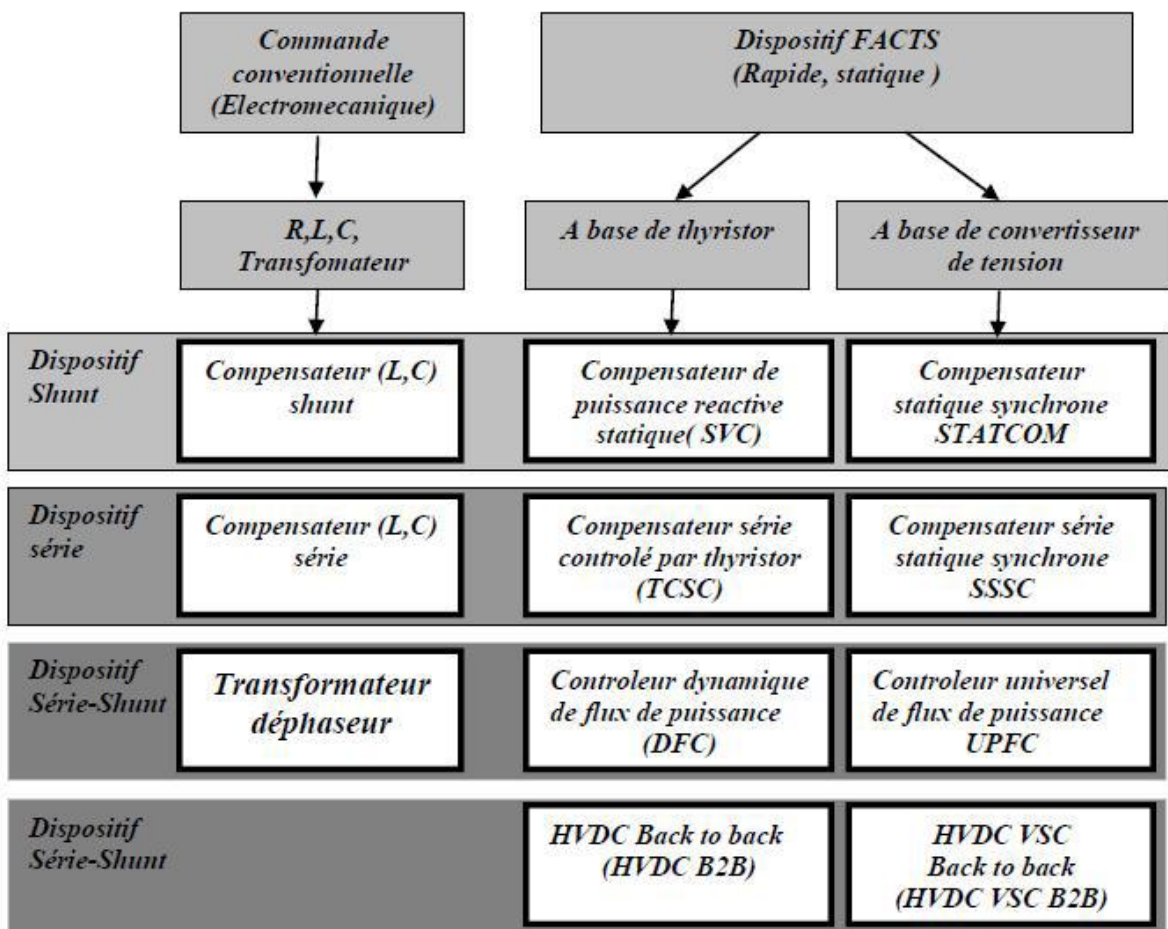 Commande
conventionnelle
(Electromecanique)
Dispositif FACTS
(Rapide, statique )
R,L,C,
Transfomateur
A base de thyristor
A base de convertisseur
de tension
Dispositif
Shunt
Compensateur (L,C)
shunt
Compensateur de
puissance reactive
statique( SVC)
Compensateur
statique synchrone
STATCOM
Dispositif
série
Compensateur (L,C)
série
Compensateur série
controlé par thyristor
(TCSC)
Compensateur série
statique synchrone
SSSC
Dispositif
Série-Shunt
Transformateur
déphaseur
Controleur dynamique
de flux de puissance
(DFC)
Controleur universel
de flux de puissance
UPFC
Dispositif
Série-Shunt
HVDC Back to back
(HVDC B2B)
HVDC VSC
Back to back
(HVDC VSC B2B)